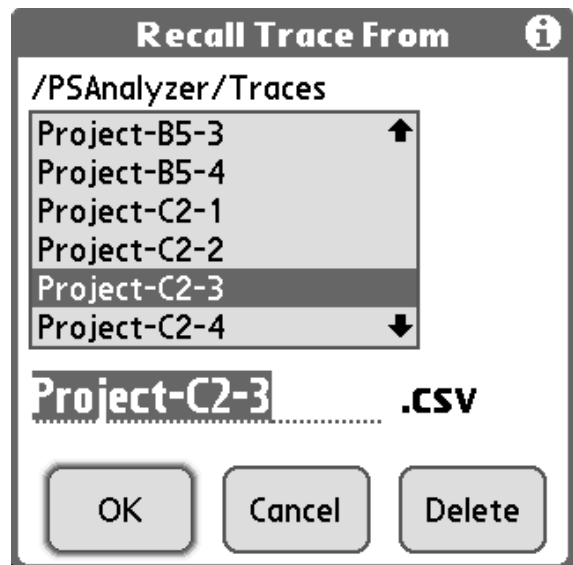 Recall Trace From i
/PSAnalyzer/Traces
Project-B5-3
Project-B5-4
Project-C2-1
Project-C2-2
Project-C2-3
Project-C2-4
Project-C2-3 .csv
OK Cancel Delete